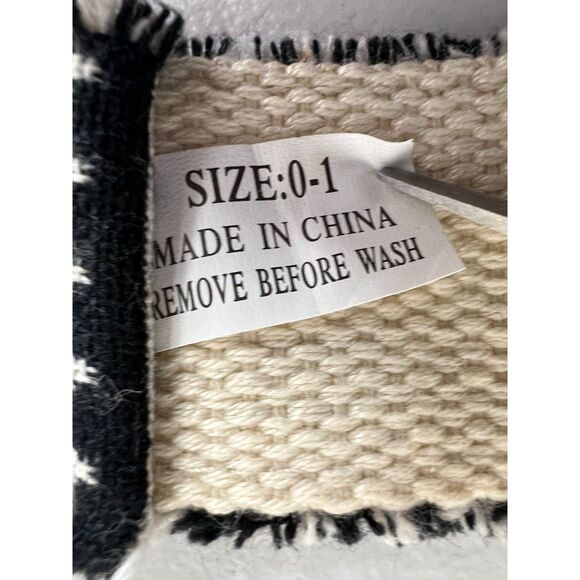 SIZE:0-1
MADE IN CHINA
REMOVE BEFORE WASH